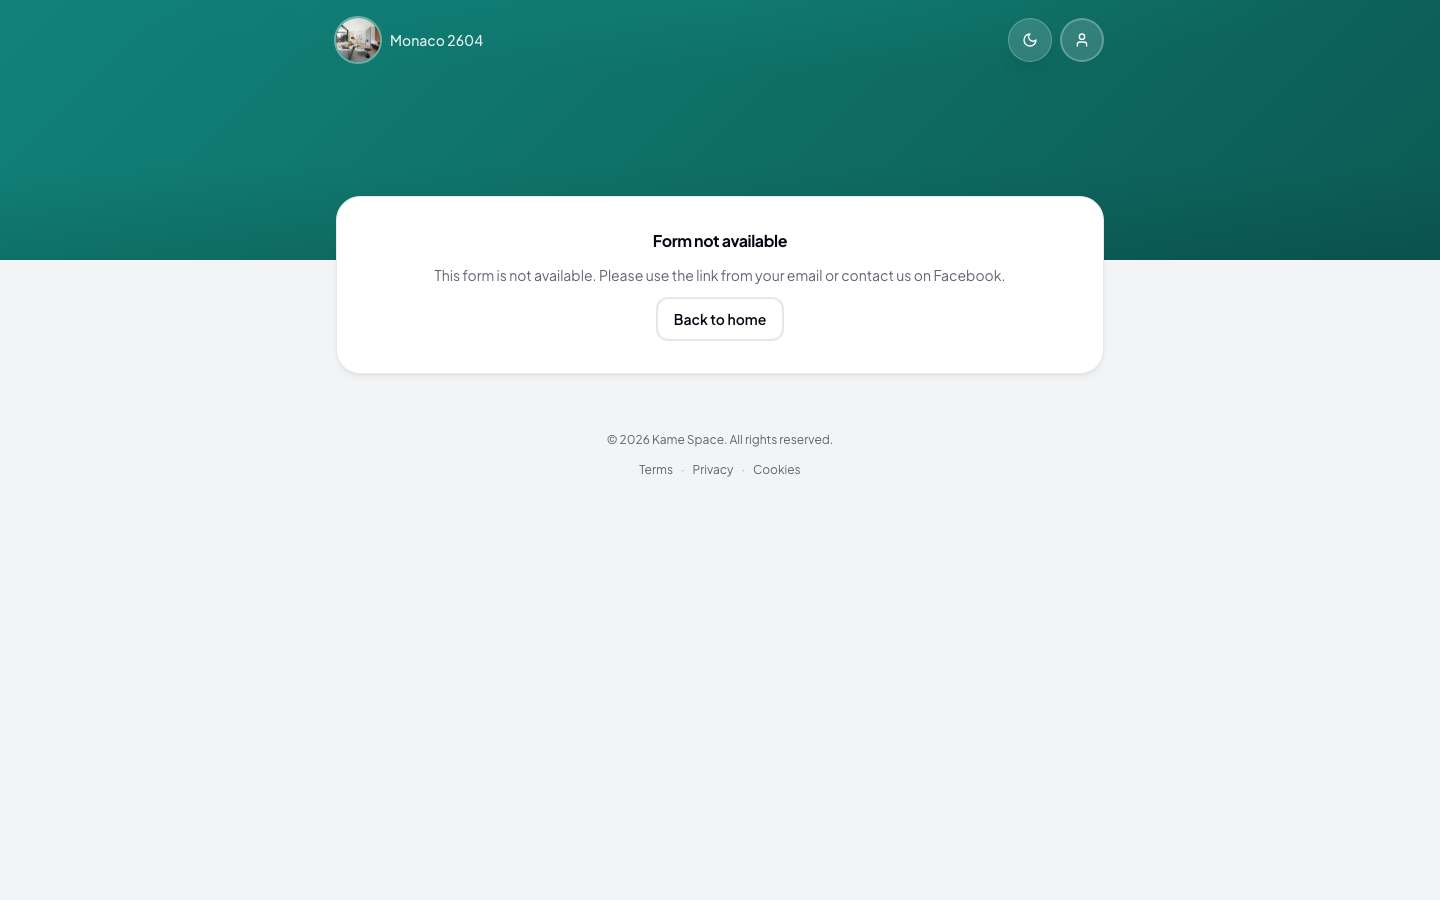 Monaco 2604
Form not available
This form is not available. Please use the link from your email or contact us on Facebook.
Back to home
© 2026 Kame Space. All rights reserved.
Terms · Privacy · Cookies